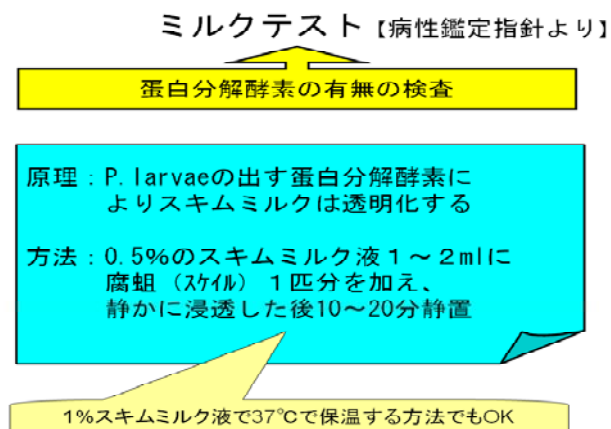 ミルクテスト【病性鑑定指針より】
蛋白分解酵素の有無の検査
原理：P.larvaeの出す蛋白分解酵素に
よりスキムミルクは透明化する
方法：0.5%のスキムミルク液１～２mlに
腐蛆（ｽｹｲﾙ）１匹分を加え、
静かに浸透した後10～20分静置
1%スキムミルク液で37℃で保温する方法でもOK